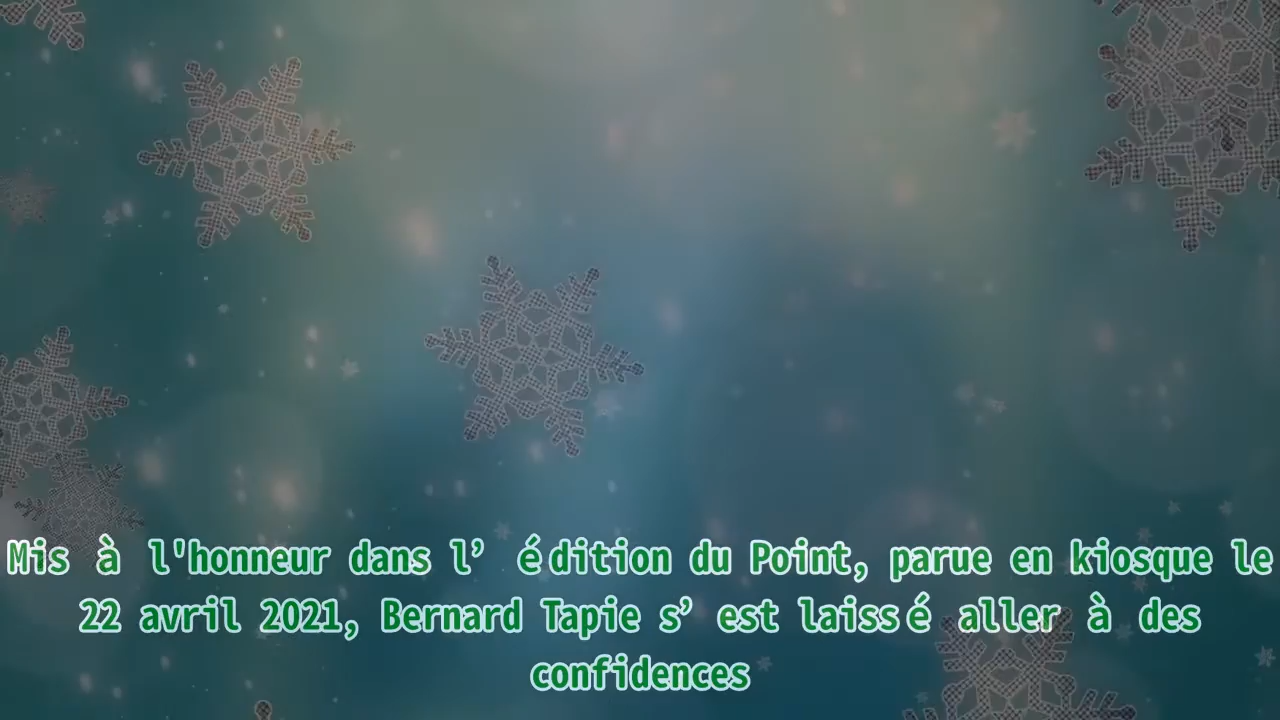 Mis à l'honneur dans l’ édition du Point, parue en kiosque le
22 avril 2021, Bernard Tapie s’ est laissé aller à des
confidences